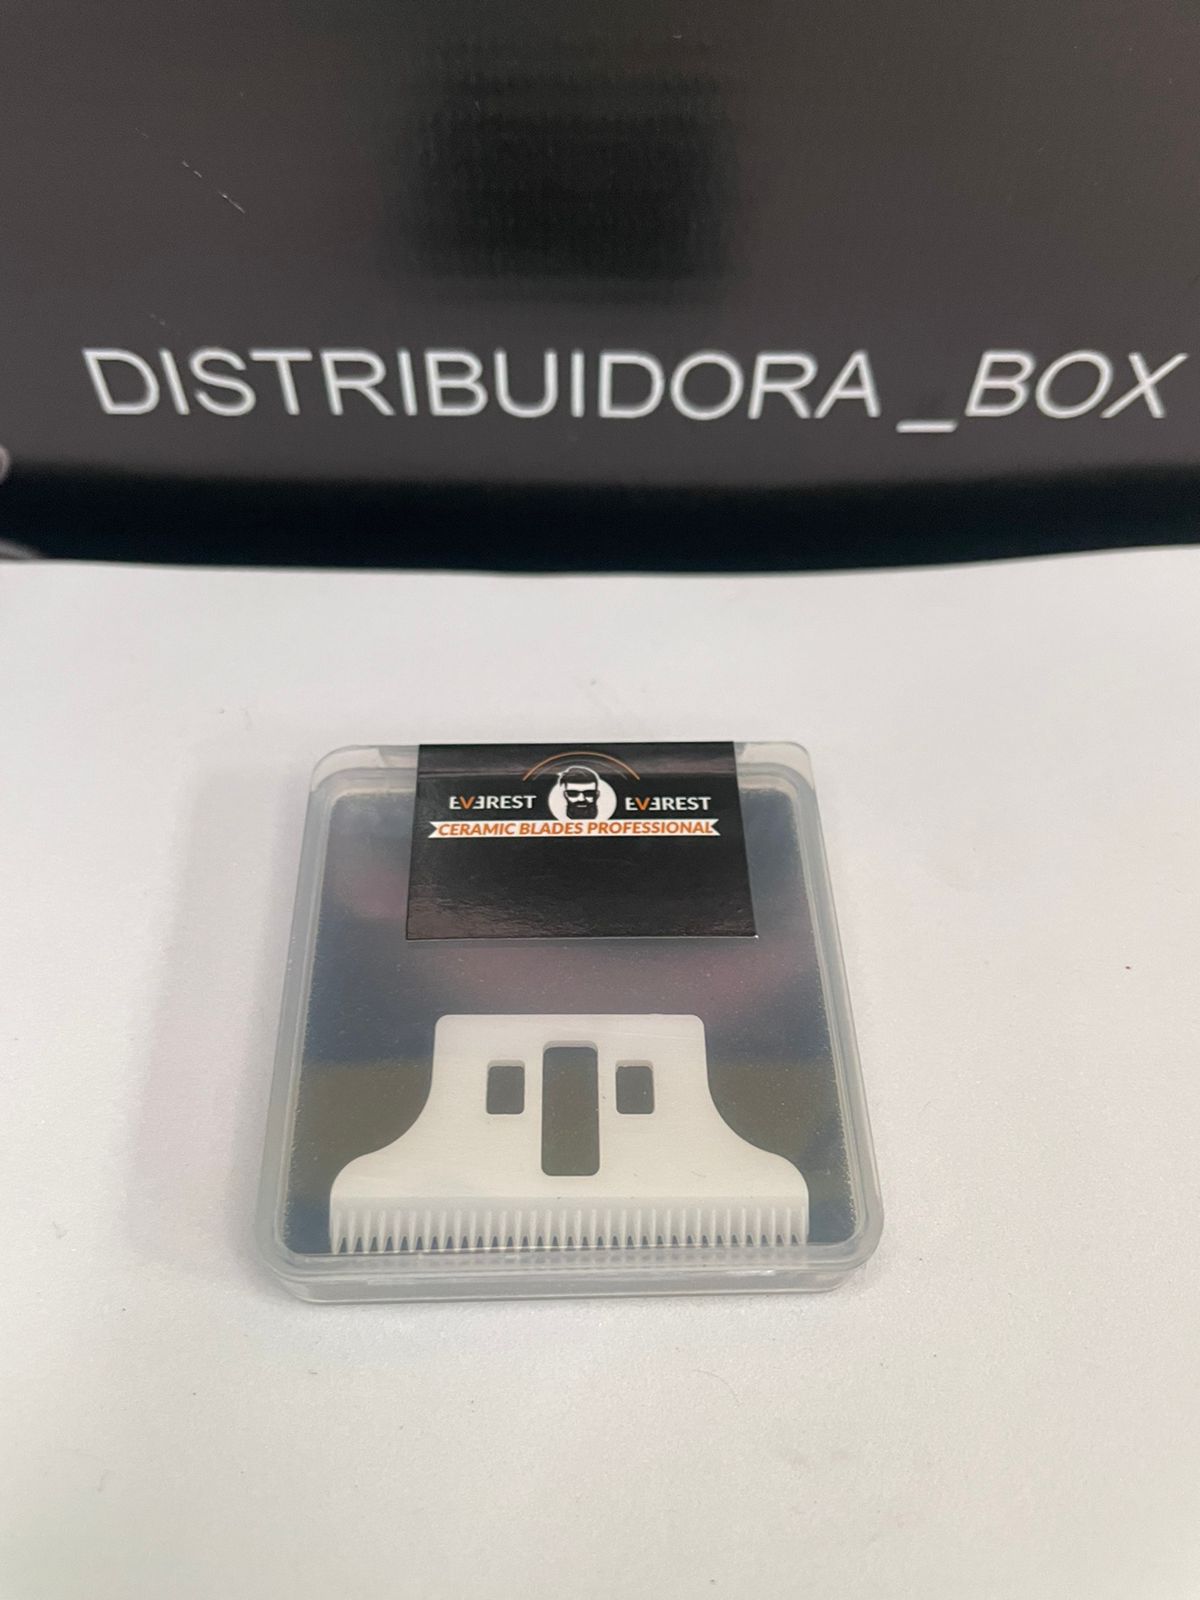 DISTRIBUIDORA_BOX
EVEREST EVEREST
CERAMIC BLADES PROFESSIONAL